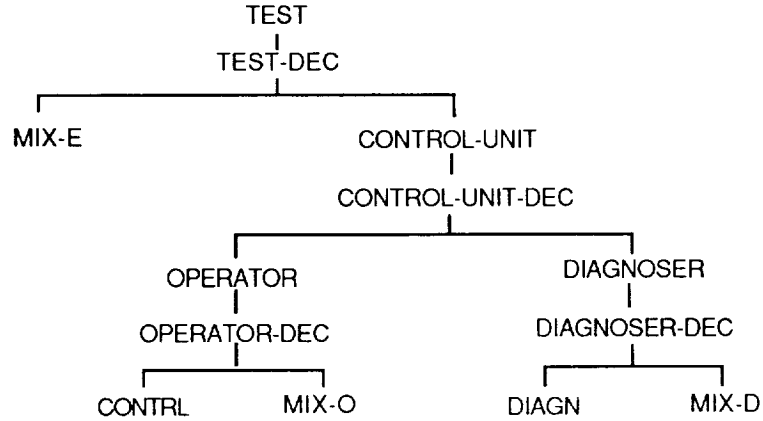 TEST
TEST-DEC
MIX-E
CONTROL-UNIT
CONTROL-UNIT-DEC
OPERATOR
DIAGNOSER
OPERATOR-DEC
DIAGNOSER-DEC
CONTRL
MIX-O
DIAGN
MIX-D